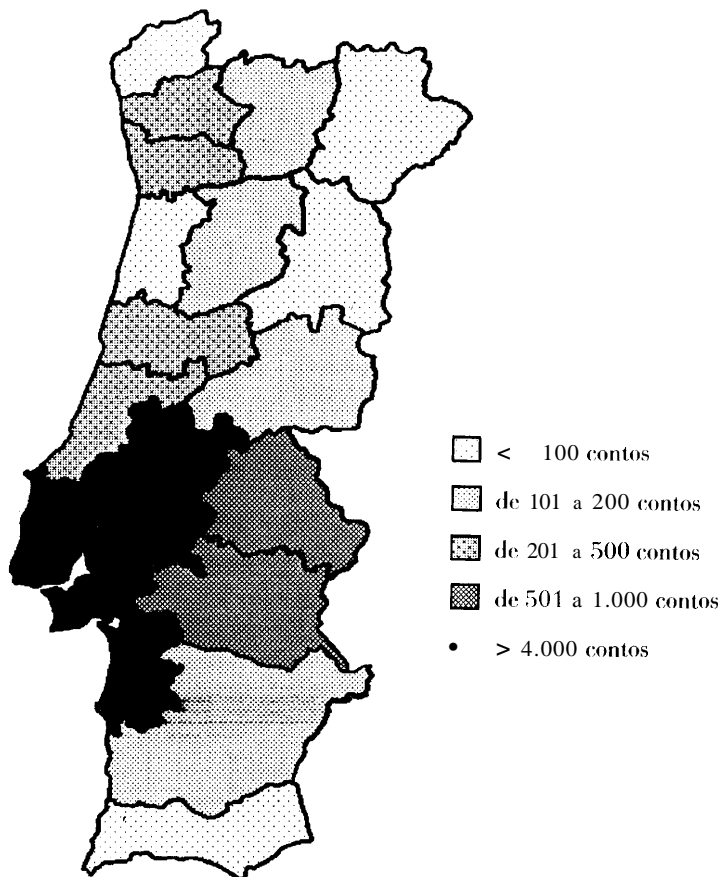 < 100 contos
de 101 a 200 contos
de 201 a 500 contos
de 501 a 1.000 contos
> 4.000 contos